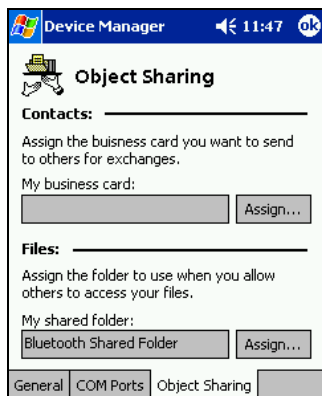 Device Manager 11:47 ok
Object Sharing
Contacts:
Assign the buisness card you want to send
to others for exchanges.
My business card:
Assign...
Files:
Assign the folder to use when you allow
others to access your files.
My shared folder:
Bluetooth Shared Folder Assign...
General COM Ports Object Sharing